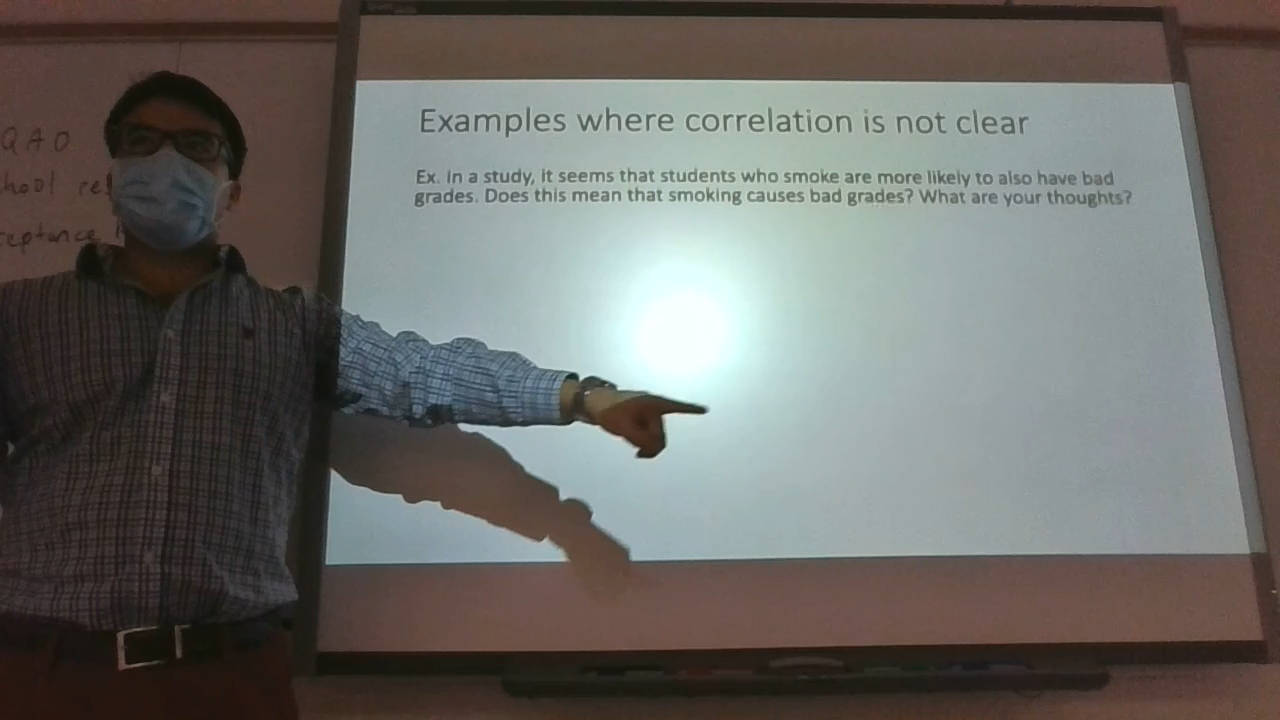 Examples where correlation is not clear
Ex. In a study, it seems that students who smoke are more likely to also have bad
grades. Does this mean that smoking causes bad grades? What are your thoughts?
QAO
hool rel
ceptance